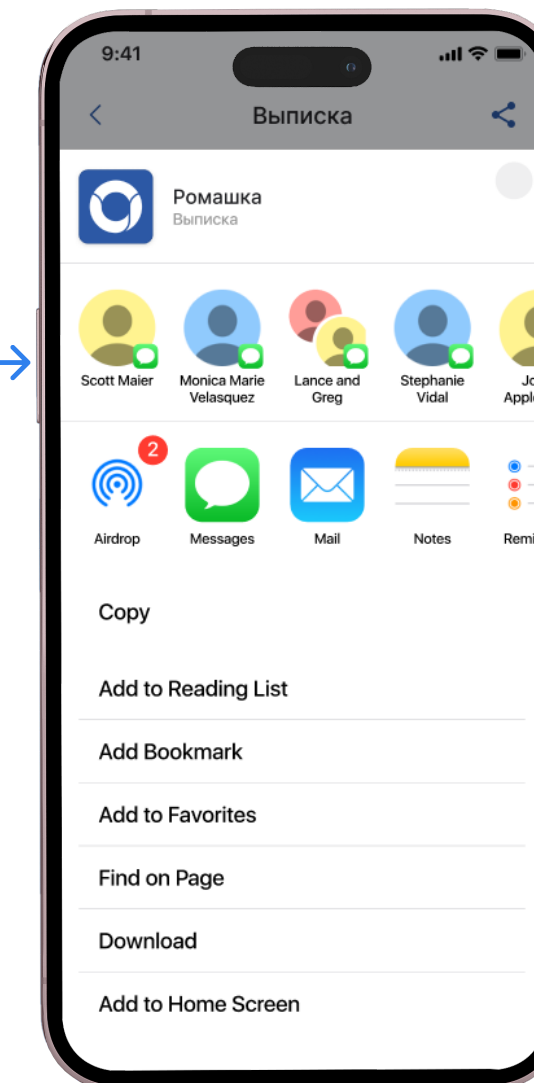 9:41
Выписка
Ромашка
Выписка
Scott Maier
Monica Marie
Velasquez
Lance and
Greg
Stephanie
Vidal
2
Airdrop
Messages
Mail
Notes
Copy
Add to Reading List
Add Bookmark
Add to Favorites
Find on Page
Download
Add to Home Screen